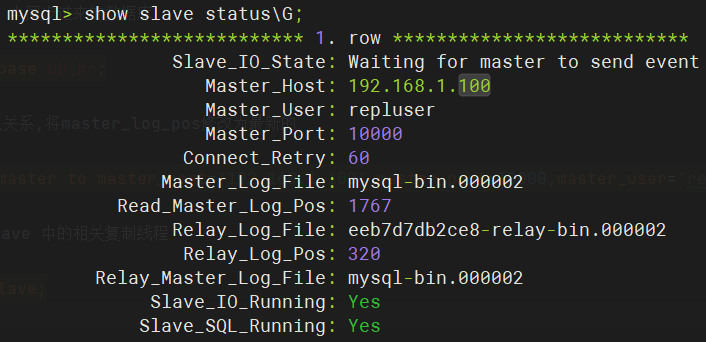 mysql> show slave status\G;
*************************** 1. row ***************************
Slave_IO_State: Waiting for master to send event
Master_Host: 192.168.1.100
Master_User: repluser
Master_Port: 10000
Connect_Retry: 60
Master_Log_File: mysql-bin.000002
Read_Master_Log_Pos: 1767
Relay_Log_File: eeb7d7db2ce8-relay-bin.000002
Relay_Log_Pos: 320
Relay_Master_Log_File: mysql-bin.000002
Slave_IO_Running: Yes
Slave_SQL_Running: Yes